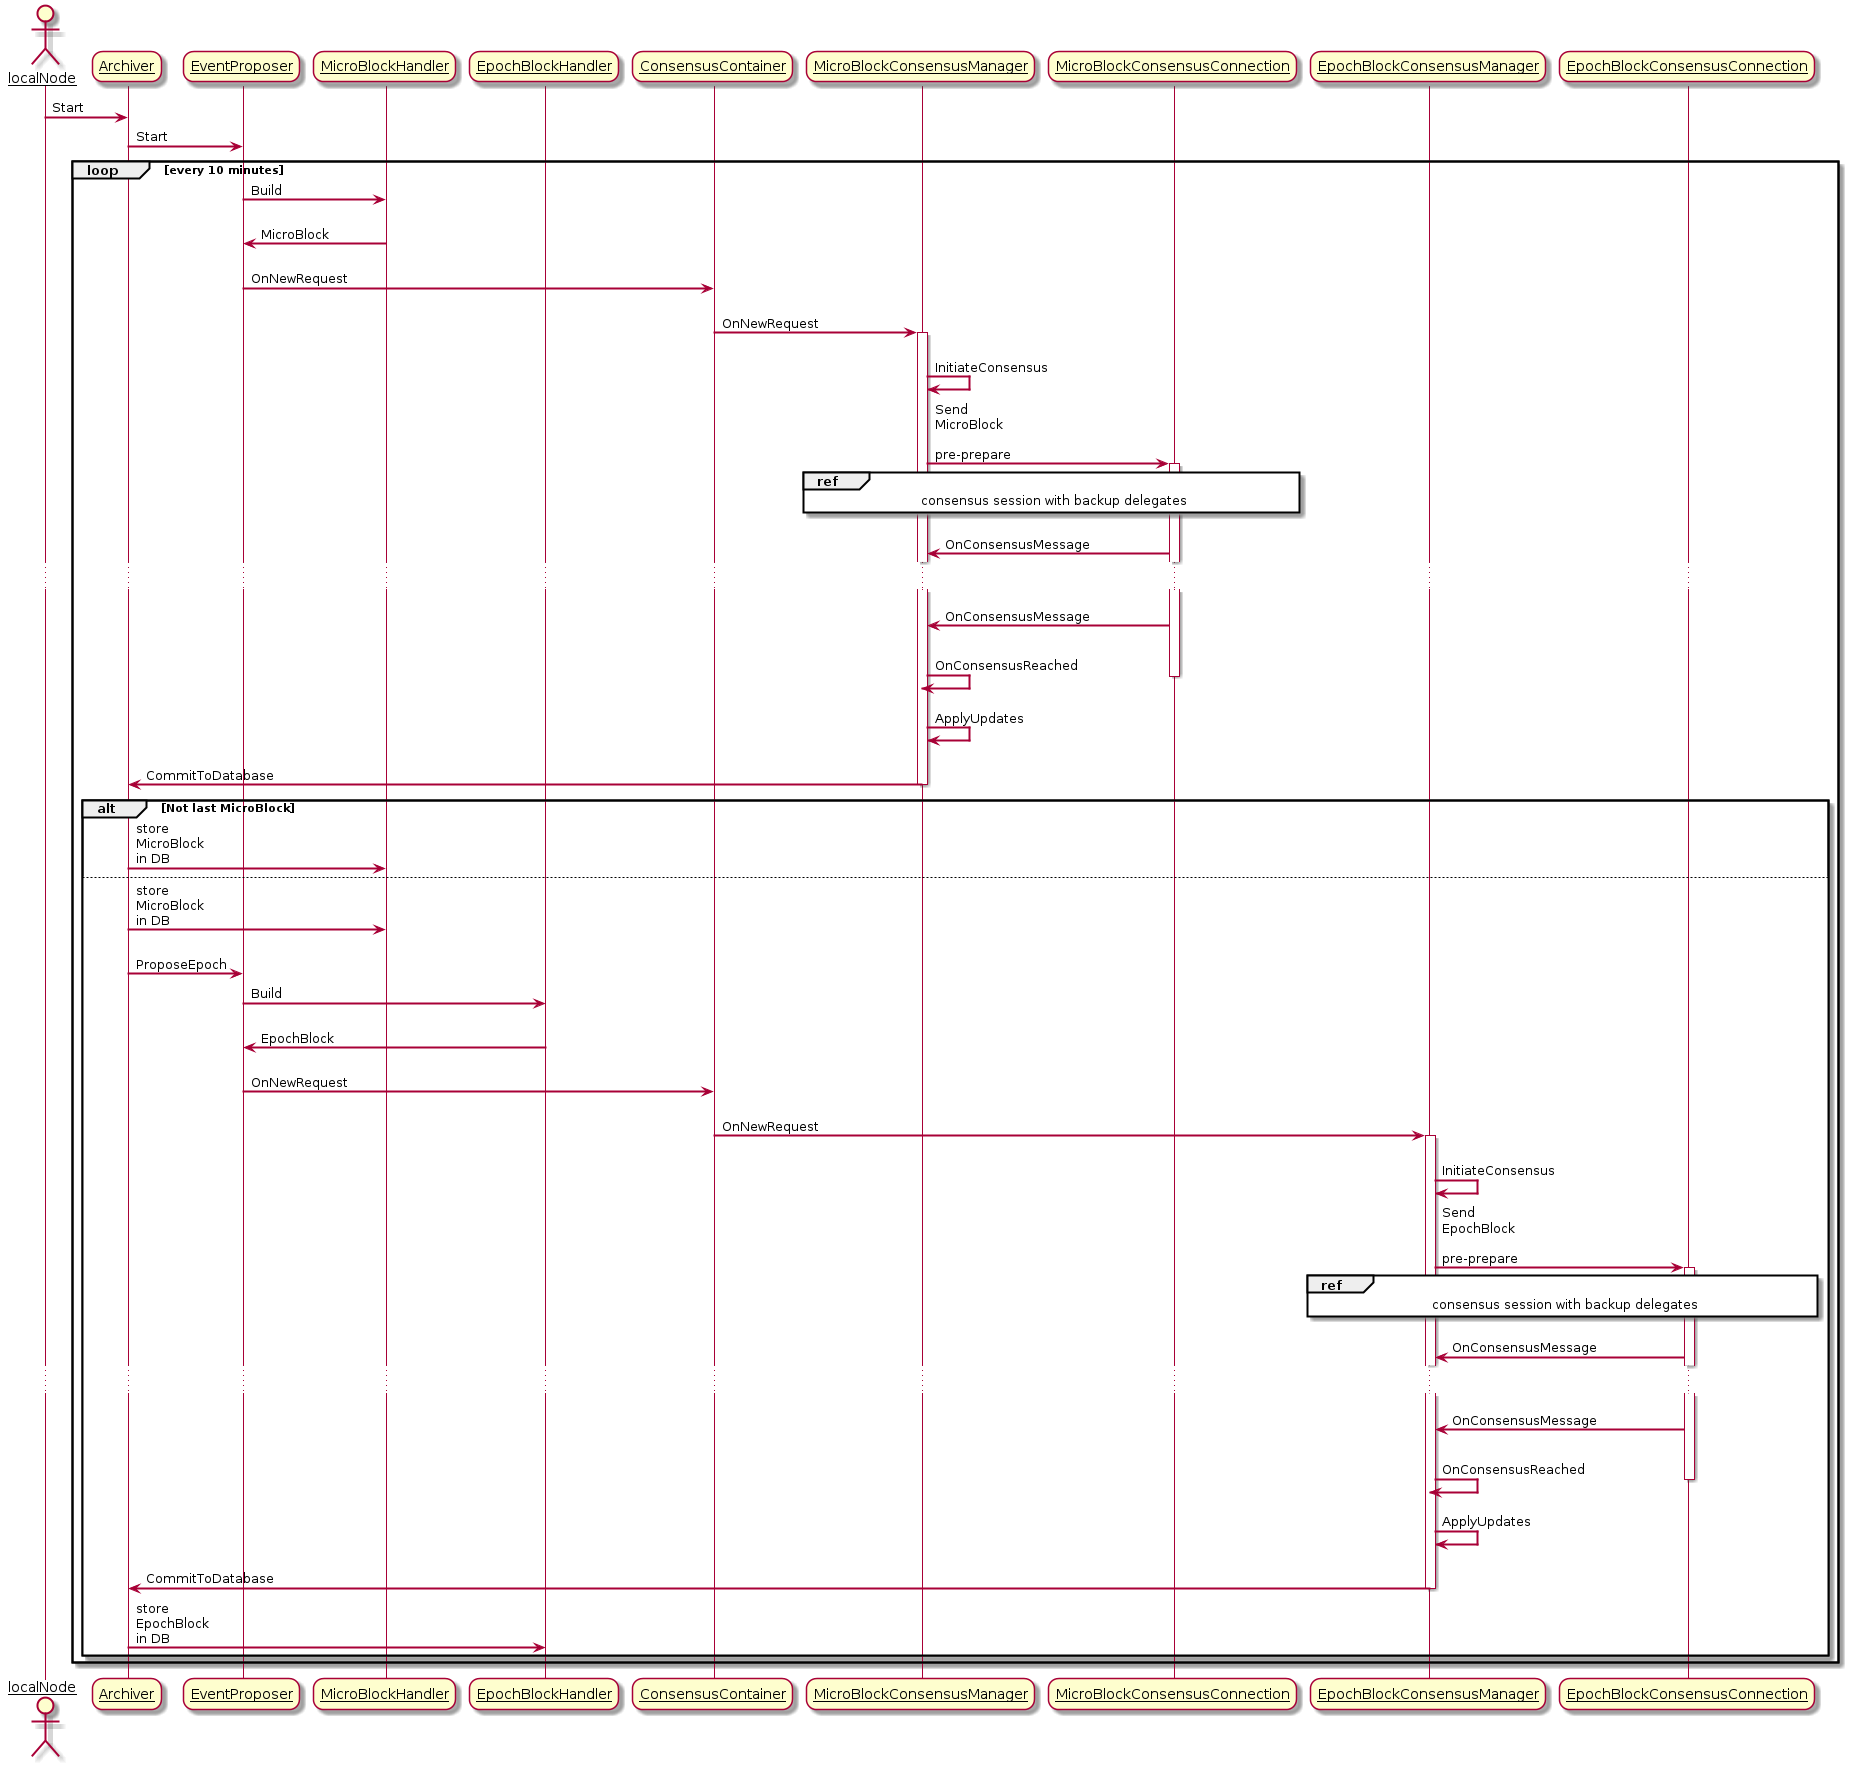 localNode
Archiver
EventProposer
MicroBlockHandler
EpochBlockHandler
ConsensusContainer
MicroBlockConsensusManager
MicroBlockConsensusConnection
EpochBlockConsensusManager
EpochBlockConsensusConnection
Start
Start
loop
[every 10 minutes]
Build
MicroBlock
OnNewRequest
OnNewRequest
InitiateConsensus
Send
MicroBlock
pre-prepare
ref
consensus session with backup delegates
OnConsensusMessage
OnConsensusMessage
OnConsensusReached
ApplyUpdates
CommitToDatabase
alt
[Not last MicroBlock]
store
MicroBlock
in DB
store
MicroBlock
in DB
ProposeEpoch
Build
EpochBlock
OnNewRequest
OnNewRequest
InitiateConsensus
Send
EpochBlock
pre-prepare
ref
consensus session with backup delegates
OnConsensusMessage
OnConsensusMessage
OnConsensusReached
ApplyUpdates
CommitToDatabase
store
EpochBlock
in DB
localNode
Archiver
EventProposer
MicroBlockHandler
EpochBlockHandler
ConsensusContainer
MicroBlockConsensusManager
MicroBlockConsensusConnection
EpochBlockConsensusManager
EpochBlockConsensusConnection